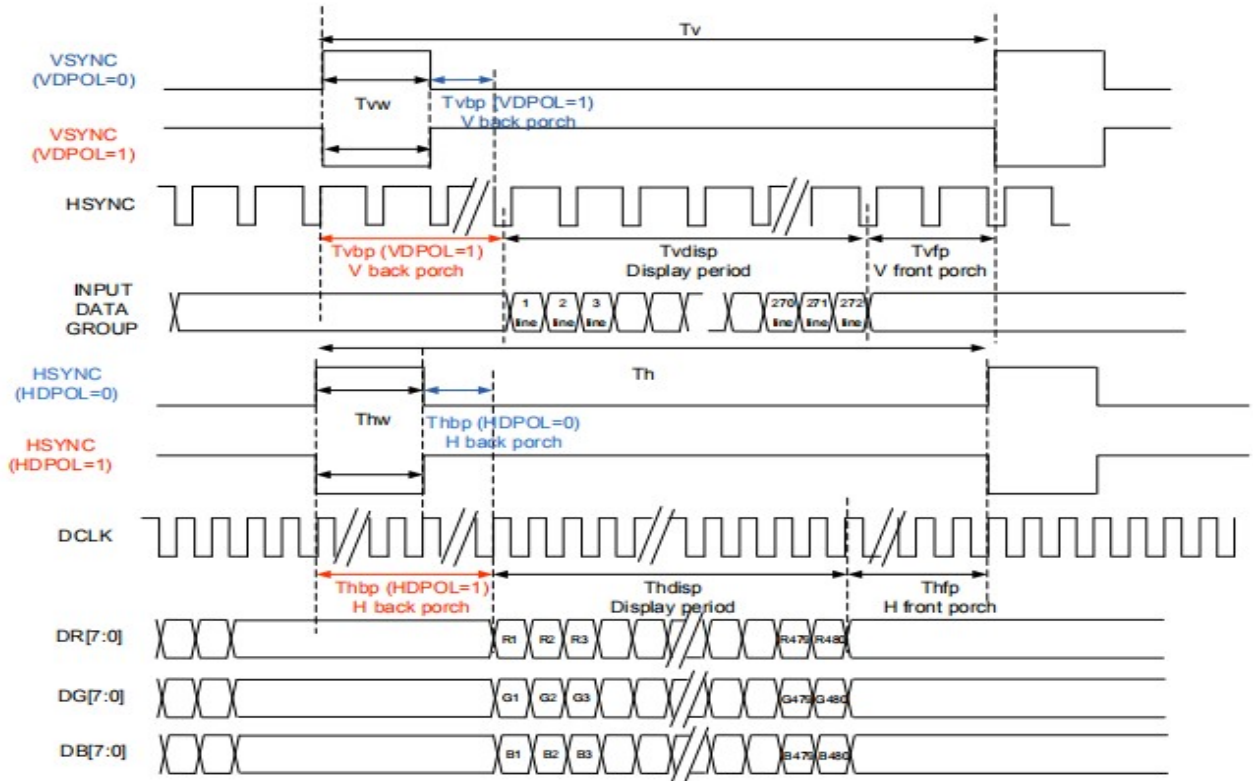 Tv
VSYNC
(VDPOL=0)
Tvw
Tvbp (VDPOL=1)
V back porch
VSYNC
(VDPOL=1)
HSYNC
Tvbp (VDPOL=1)
V back porch
Tvdisp
Display period
Tvfp
V front porch
INPUT
DATA
GROUP
1
line
2
line
3
line
270
line
271
line
272
line
HSYNC
(HDPOL=0)
Th
Thw
Thbp (HDPOL=0)
H back porch
HSYNC
(HDPOL=1)
DCLK
Thbp (HDPOL=1)
H back porch
Thdisp
Display period
Thfp
H front porch
DR[7:0]
R1
R2
R3
R479
R480
DG[7:0]
G1
G2
G3
G479
G480
DB[7:0]
B1
B2
B3
B479
B480